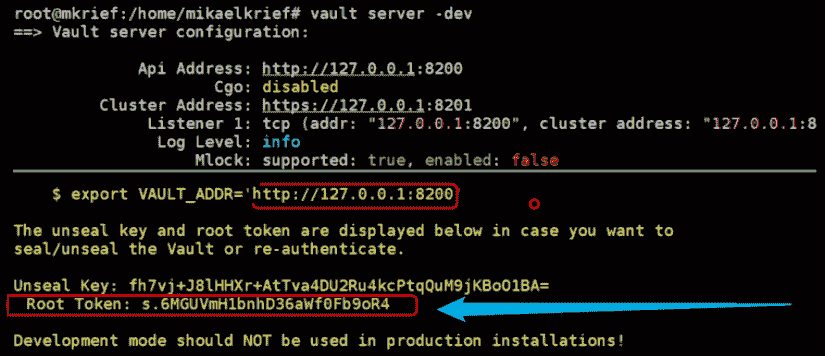 root@mkrief:/home/mikaelkrief# vault server -dev
==> Vault server configuration:
Api Address: http://127.0.0.1:8200
Cgo: disabled
Cluster Address: https://127.0.0.1:8201
Listener 1: tcp (addr: "127.0.0.1:8200", cluster address: "127.0.0.1:8
Log Level: info
Mlock: supported: true, enabled: false
$ export VAULT_ADDR='http://127.0.0.1:8200
The unseal key and root token are displayed below in case you want to
seal/unseal the Vault or re-authenticate.
Unseal Key: fh7vj+J8lHHXr+AtTva4DU2Ru4kcPtqQuM9jKBoO1BA=
Root Token: s.6MGUVmH1bnhD36aWf0Fb9oR4
Development mode should NOT be used in production installations!